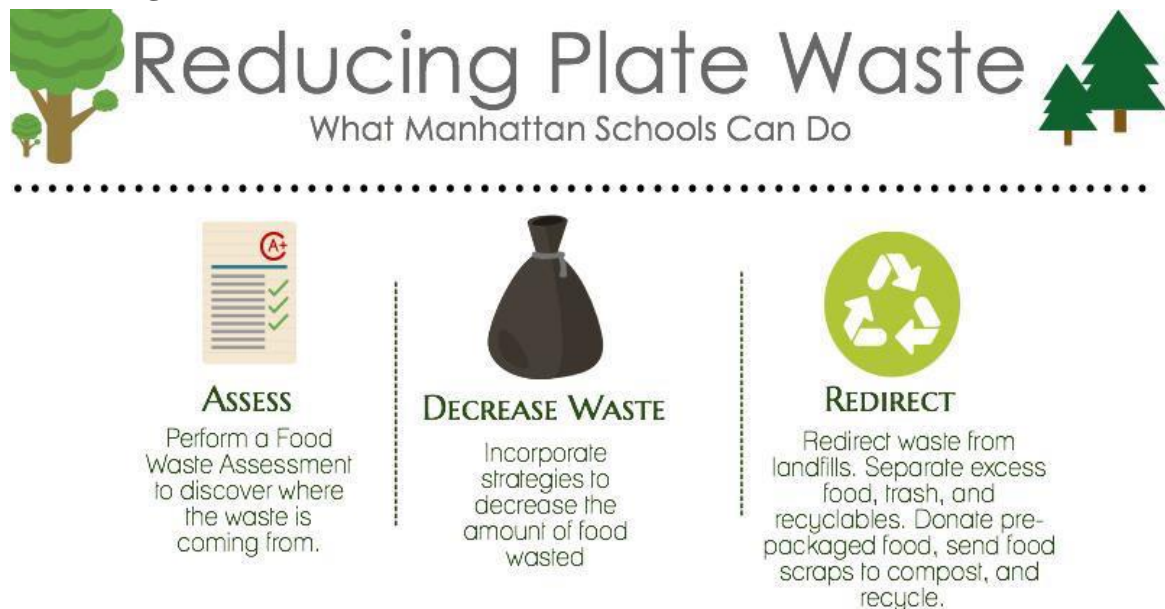 Reducing Plate Waste
What Manhattan Schools Can Do
A+
ASSESS
Perform a Food
Waste Assessment
to discover where
the waste is
coming from.
DECREASE WASTE
Incorporate
strategies to
decrease the
amount of food
wasted
REDIRECT
Redirect waste from
landfills. Separate excess
food, trash, and
recyclables. Donate pre-
packaged food, send food
scraps to compost, and
recycle.